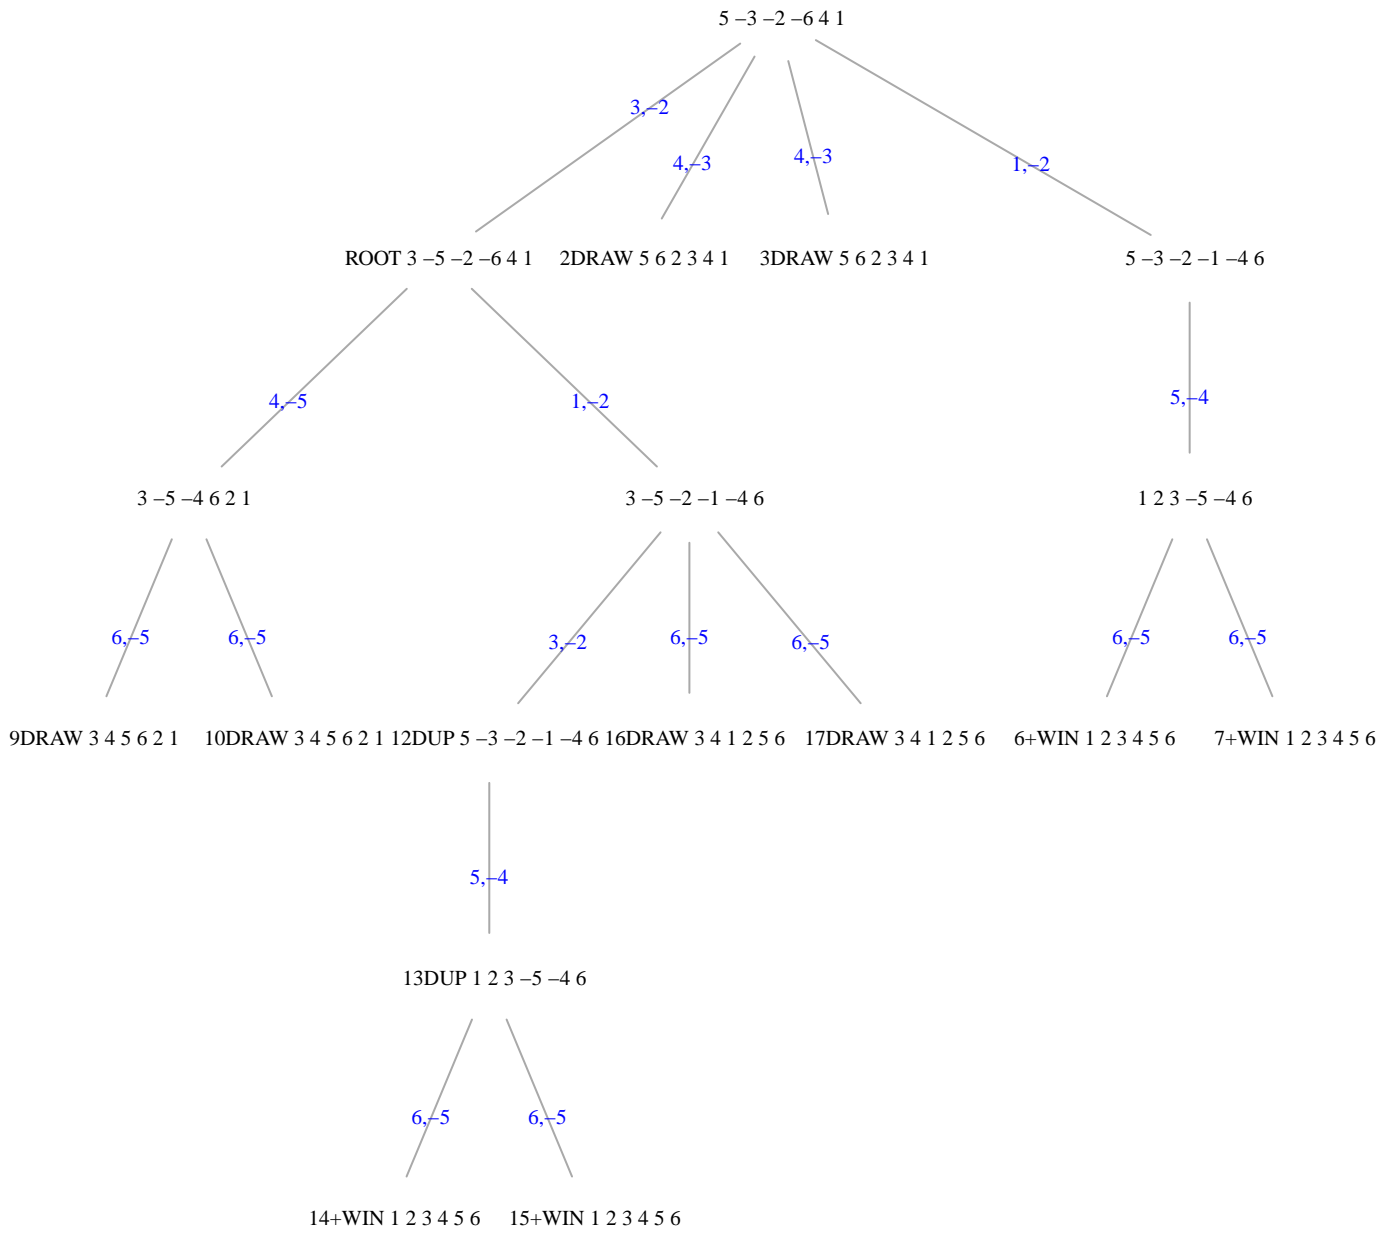 5 –3 –2 –6 4 1
3,–2
4,–3
4,–3
1,–2
ROOT 3 –5 –2 –6 4 1
2DRAW 5 6 2 3 4 1
3DRAW 5 6 2 3 4 1
5 –3 –2 –1 –4 6
4,–5
1,–2
5,–4
3 –5 –4 6 2 1
3 –5 –2 –1 –4 6
1 2 3 –5 –4 6
6,–5
6,–5
3,–2
6,–5
6,–5
6,–5
6,–5
9DRAW 3 4 5 6 2 1
10DRAW 3 4 5 6 2 1
12DUP 5 –3 –2 –1 –4 6
16DRAW 3 4 1 2 5 6
17DRAW 3 4 1 2 5 6
6+WIN 1 2 3 4 5 6
7+WIN 1 2 3 4 5 6
5,–4
13DUP 1 2 3 –5 –4 6
6,–5
6,–5
14+WIN 1 2 3 4 5 6
15+WIN 1 2 3 4 5 6